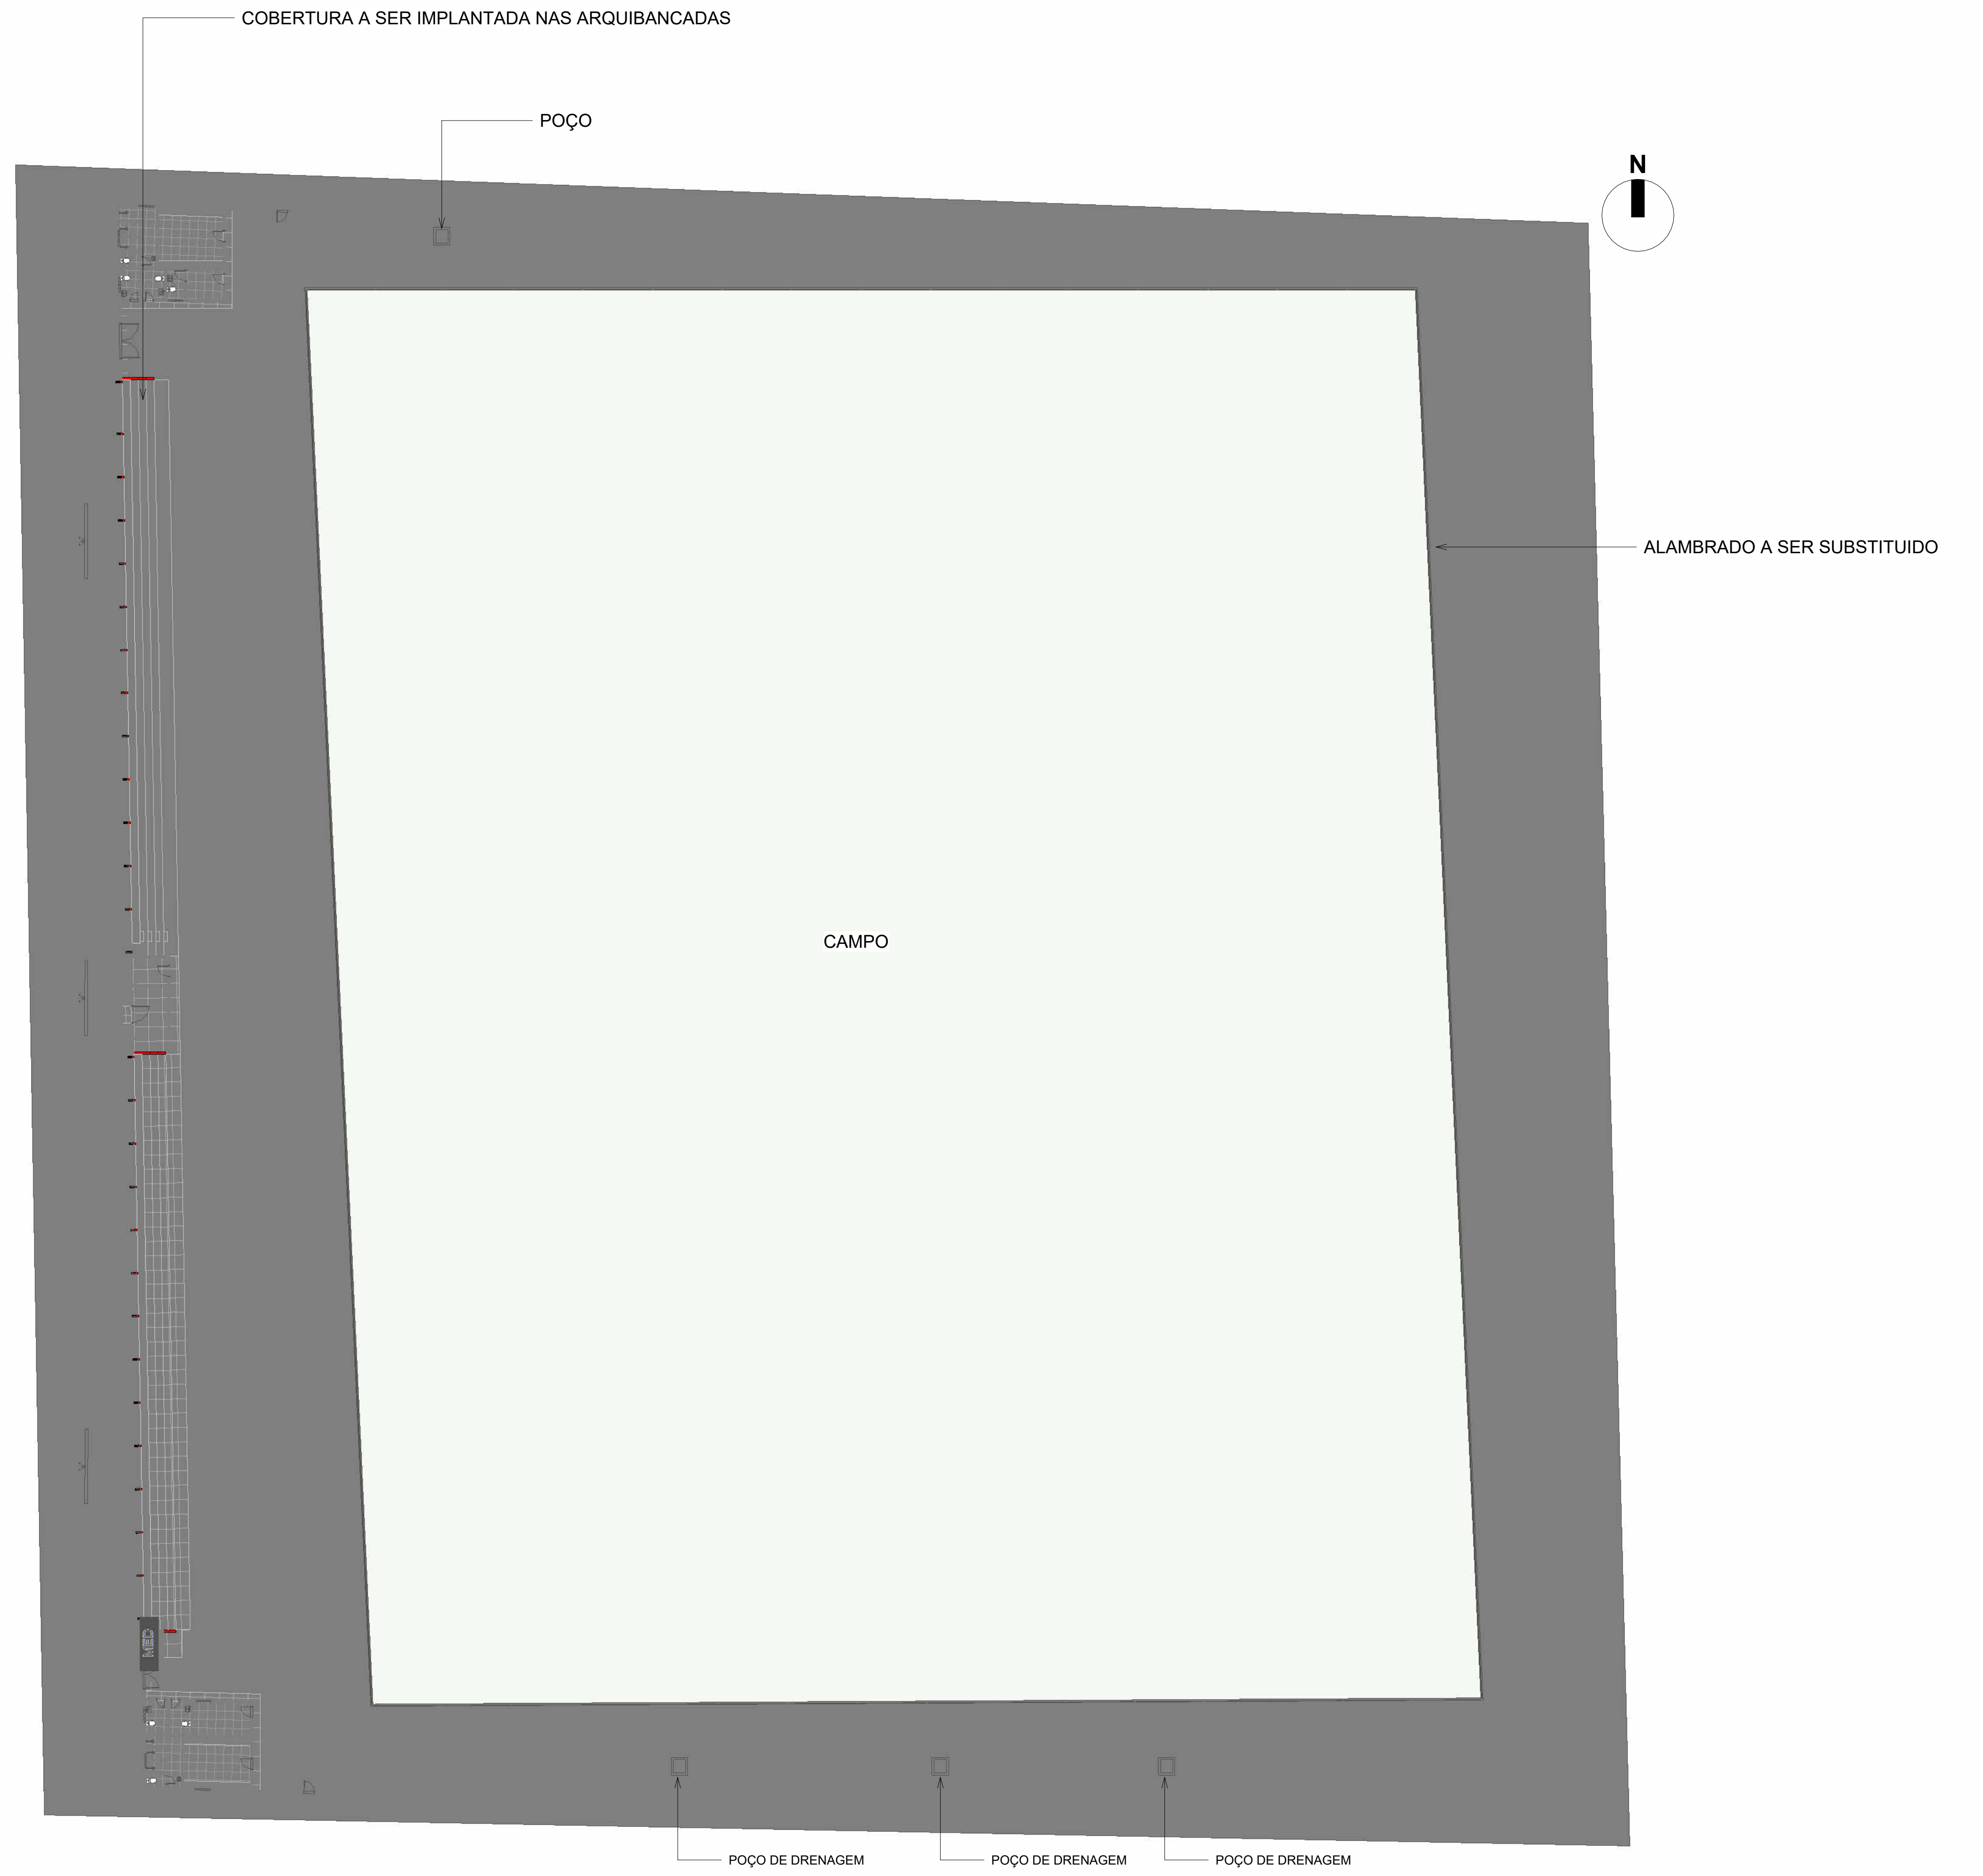 COBERTURA A SER IMPLANTADA NAS ARQUIBANCADAS
POÇO
N
ALAMBRADO A SER SUBSTITUIDO
CAMPO
MED
POÇO DE DRENAGEM
POÇO DE DRENAGEM
POÇO DE DRENAGEM